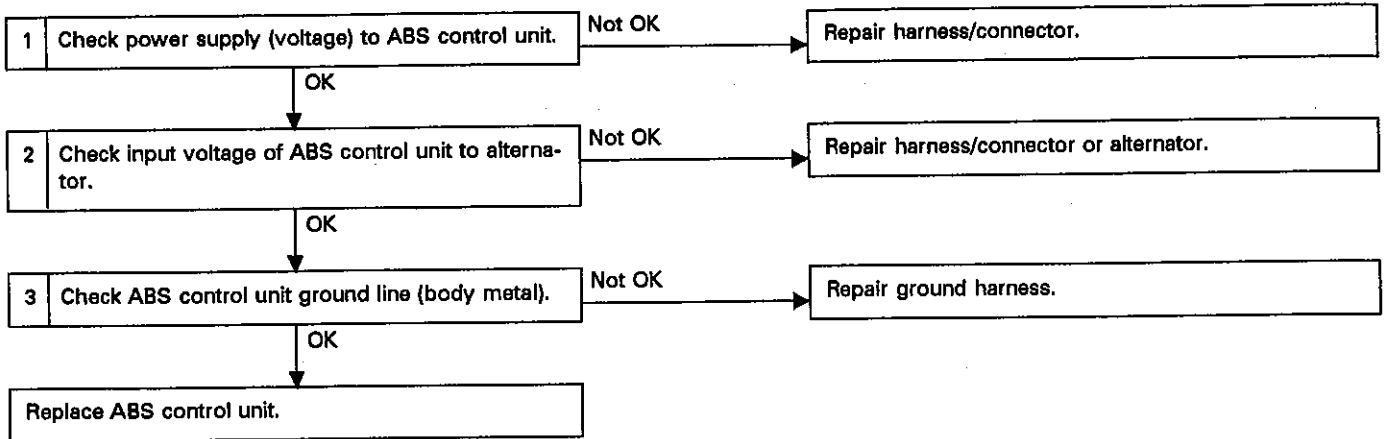 1 Check power supply (voltage) to ABS control unit.
Not OK
Repair harness/connector.
OK
2 Check input voltage of ABS control unit to alterna-
tor.
Not OK
Repair harness/connector or alternator.
OK
3 Check ABS control unit ground line (body metal).
Not OK
Repair ground harness.
OK
Replace ABS control unit.